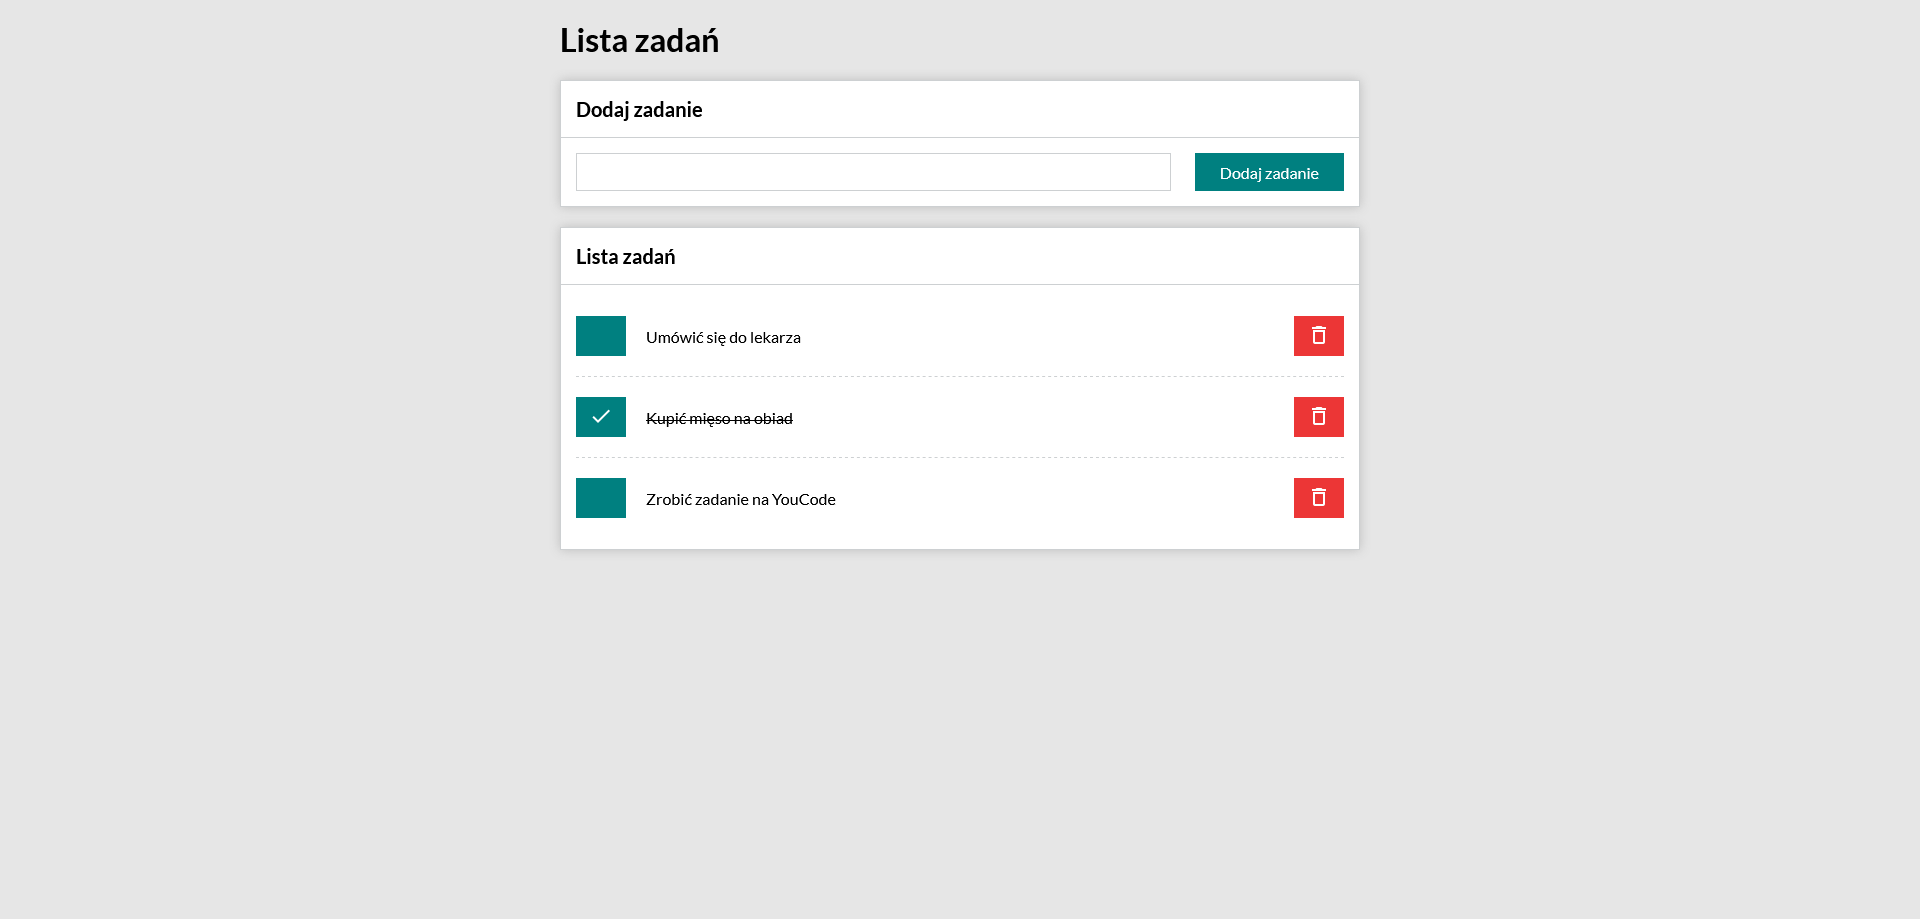 Lista zadań
Dodaj zadanie
Dodaj zadanie
Lista zadań
Umówić się do lekarza
Kupić mięso na obiad
Zrobić zadanie na YouCode